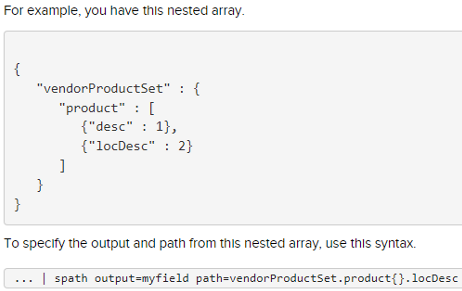 For example, you have this nested array.
{
"vendorProductSet" : {
"product" : [
{"desc" : 1},
{"locDesc" : 2}
]
}
}
To specify the output and path from this nested array, use this syntax.
... | spath output=myfield path=vendorProductSet.product{}.locDesc